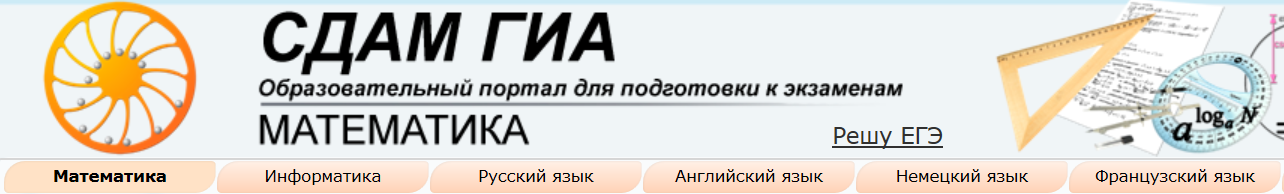 СДАМ ГИА
Образовательный портал для подготовки к экзаменам
МАТЕМАТИКА
Решу ЕГЭ
logₐ N
Математика
Информатика
Русский язык
Английский язык
Немецкий язык
Французский язык